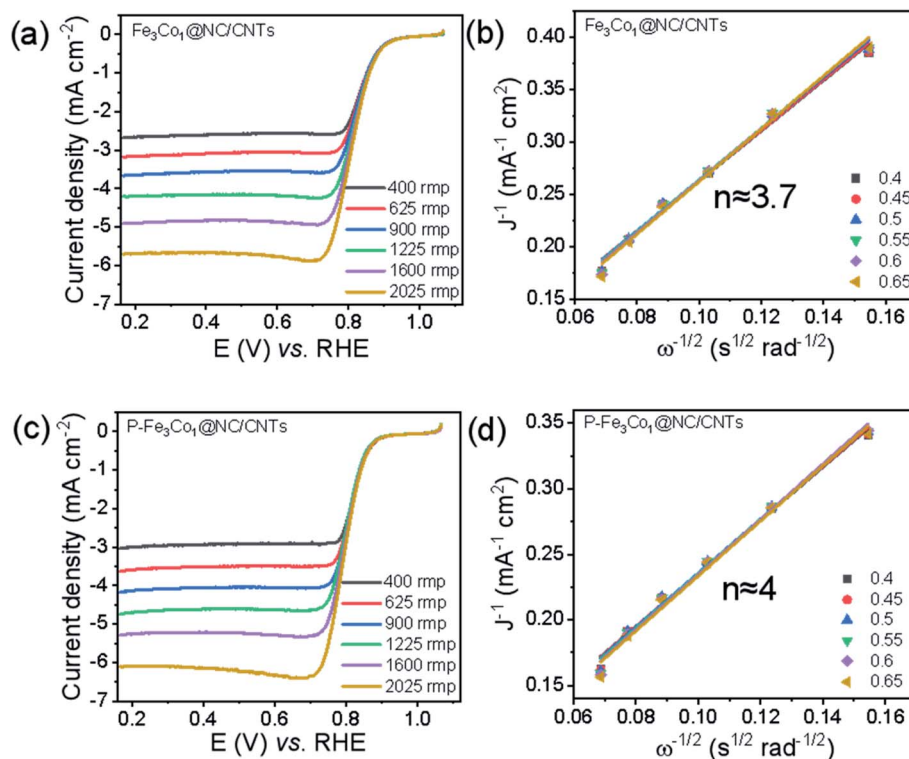 (a)
Fe₃Co₁@NC/CNTs
Current density (mA cm⁻²)
0
-1
-2
-3
-4
-5
-6
-7
400 rmp
625 rmp
900 rmp
1225 rmp
1600 rmp
2025 rmp
0.2 0.4 0.6 0.8 1.0
E (V) vs. RHE
(b)
Fe₃Co₁@NC/CNTs
J⁻¹ (mA⁻¹ cm²)
0.40
0.35
0.30
0.25
0.20
0.15
n≈3.7
0.4
0.45
0.5
0.55
0.6
0.65
0.06 0.08 0.10 0.12 0.14 0.16
ω⁻¹/² (s¹/² rad⁻¹/²)
(c)
P-Fe₃Co₁@NC/CNTs
Current density (mA cm⁻²)
0
-1
-2
-3
-4
-5
-6
-7
400 rmp
625 rmp
900 rmp
1225 rmp
1600 rmp
2025 rmp
0.2 0.4 0.6 0.8 1.0
E (V) vs. RHE
(d)
P-Fe₃Co₁@NC/CNTs
J⁻¹ (mA⁻¹ cm²)
0.35
0.30
0.25
0.20
0.15
n≈4
0.4
0.45
0.5
0.55
0.6
0.65
0.06 0.08 0.10 0.12 0.14 0.16
ω⁻¹/² (s¹/² rad⁻¹/²)